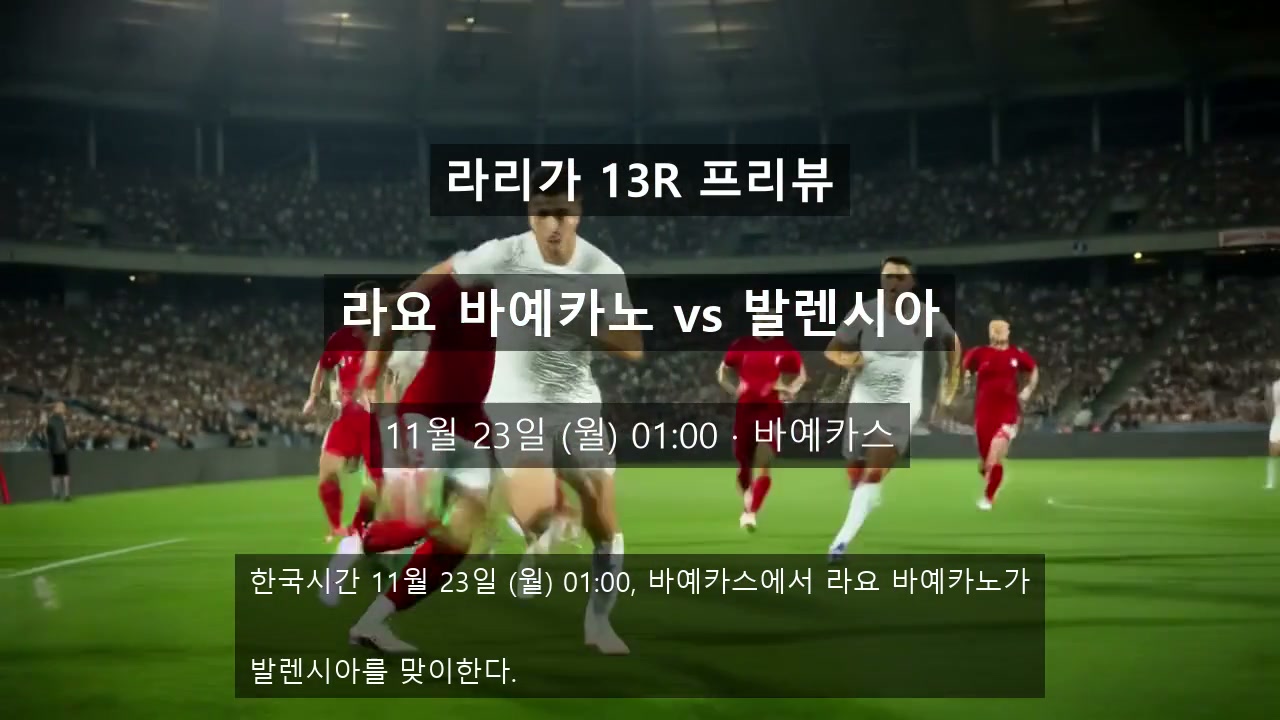 라리가 13R 프리뷰
라요 바예카노 vs 발렌시아
11월 23일 (월) 01:00 · 바예카스
한국시간 11월 23일 (월) 01:00, 바예카스에서 라요 바예카노가
발렌시아를 맞이한다.